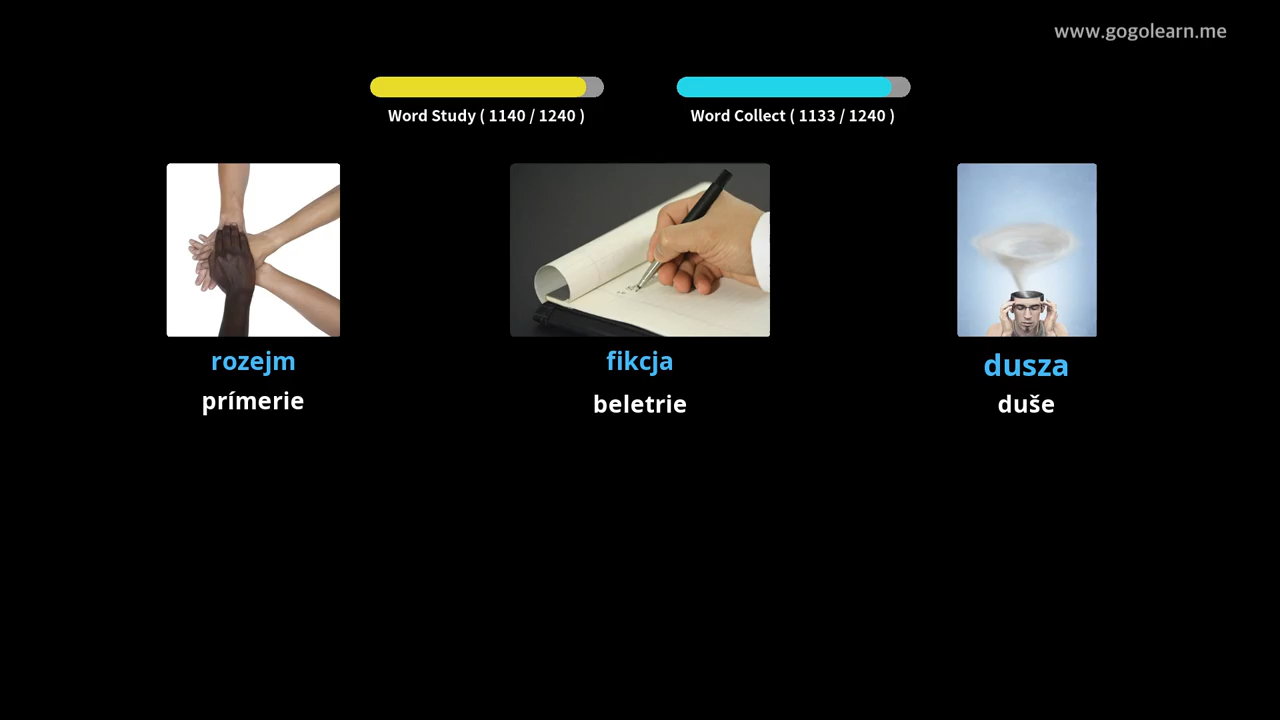 www.gogolearn.me
Word Study ( 1140 / 1240 )
Word Collect ( 1133 / 1240 )
rozejm
prímerie
fikcja
beletrie
dusza
duše